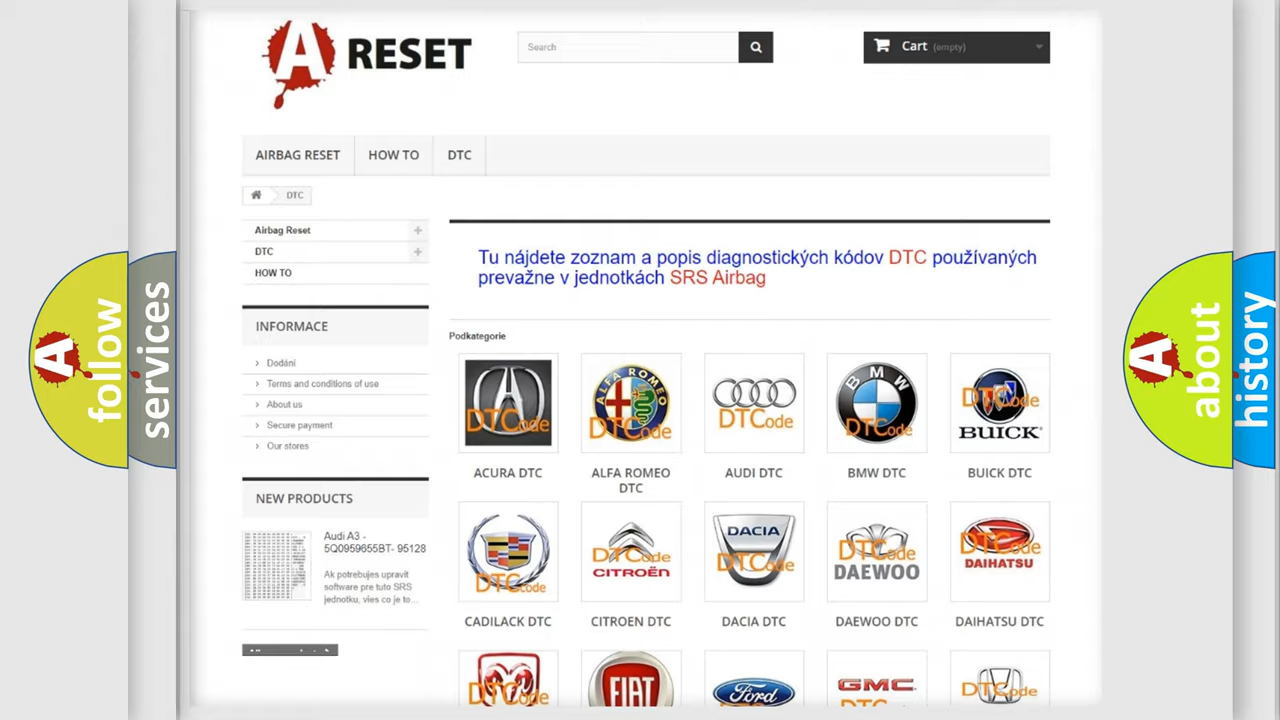 A RESET
Search
Cart (empty)
AIRBAG RESET
HOW TO
DTC
DTC
Airbag Reset
DTC
HOW TO
Tu nájdete zoznam a popis diagnostických kódov DTC používaných
prevažne v jednotkách SRS Airbag
INFORMACE
Dodání
Terms and conditions of use
About us
Secure payment
Our stores
NEW PRODUCTS
Audi A3 -
5Q0959655BT- 95128
Ak potrebujes upravit
software pre tuto SRS
jednotku, vies co je to...
Podkategorie
DTCode
ALFA ROMEO
DTCode
DTCode
BMW
DTCode
DTCode
BUICK
ACURA DTC
ALFA ROMEO
DTC
AUDI DTC
BMW DTC
BUICK DTC
DTCode
DTCode
CITROËN
DACIA
DTCode
DTCode
DAEWOO
DTCode
DAIHATSU
CADILACK DTC
CITROEN DTC
DACIA DTC
DAEWOO DTC
DAIHATSU DTC
DTCode
FIAT
Ford
GMC
DTCode
A follow
services
A about
history